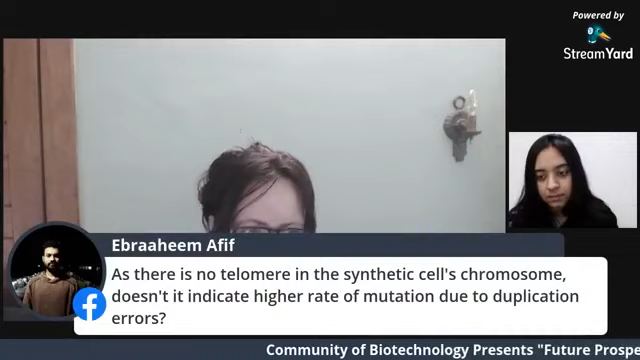 Powered by
StreamYard
Ebraaheem Afif
As there is no telomere in the synthetic cell's chromosome,
doesn't it indicate higher rate of mutation due to duplication
errors?
Community of Biotechnology Presents "Future Prospe